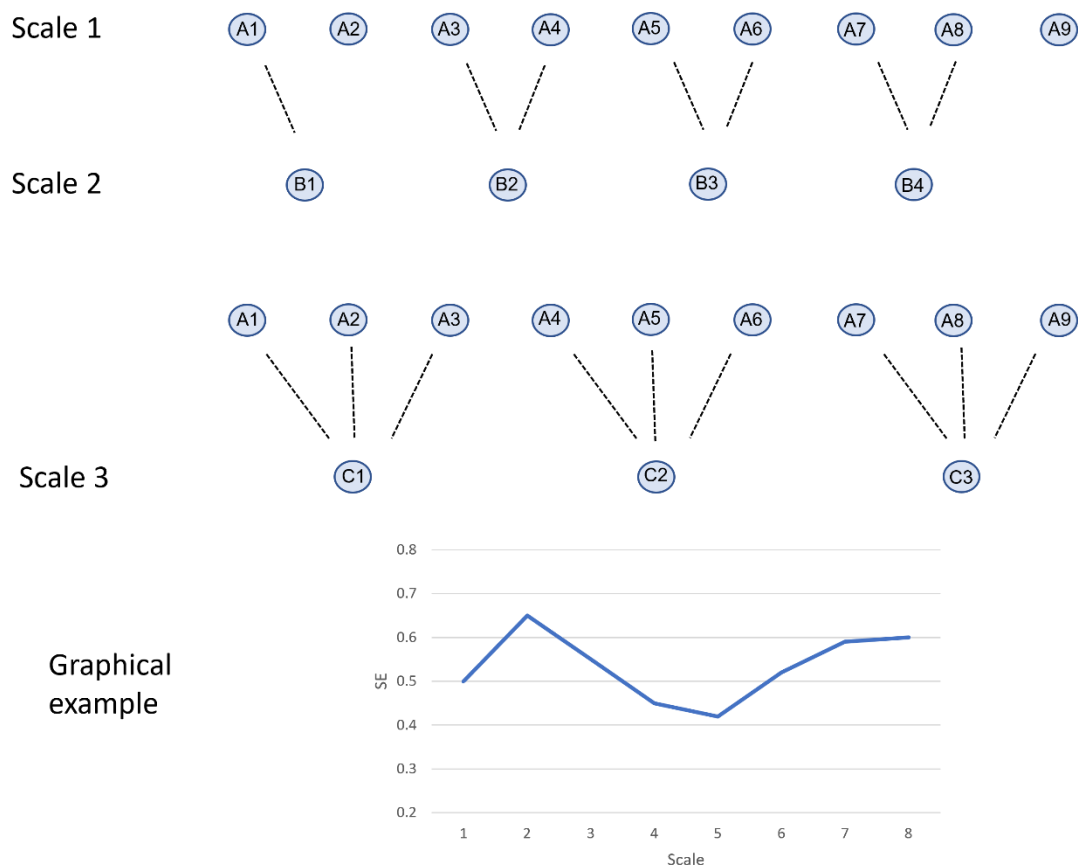 Scale 1
A1 A2 A3 A4 A5 A6 A7 A8 A9
Scale 2
B1 B2 B3 B4
A1 A2 A3 A4 A5 A6 A7 A8 A9
Scale 3
C1 C2 C3
Graphical
example
SE
0.8
0.7
0.6
0.5
0.4
0.3
0.2
1 2 3 4 5 6 7 8
Scale